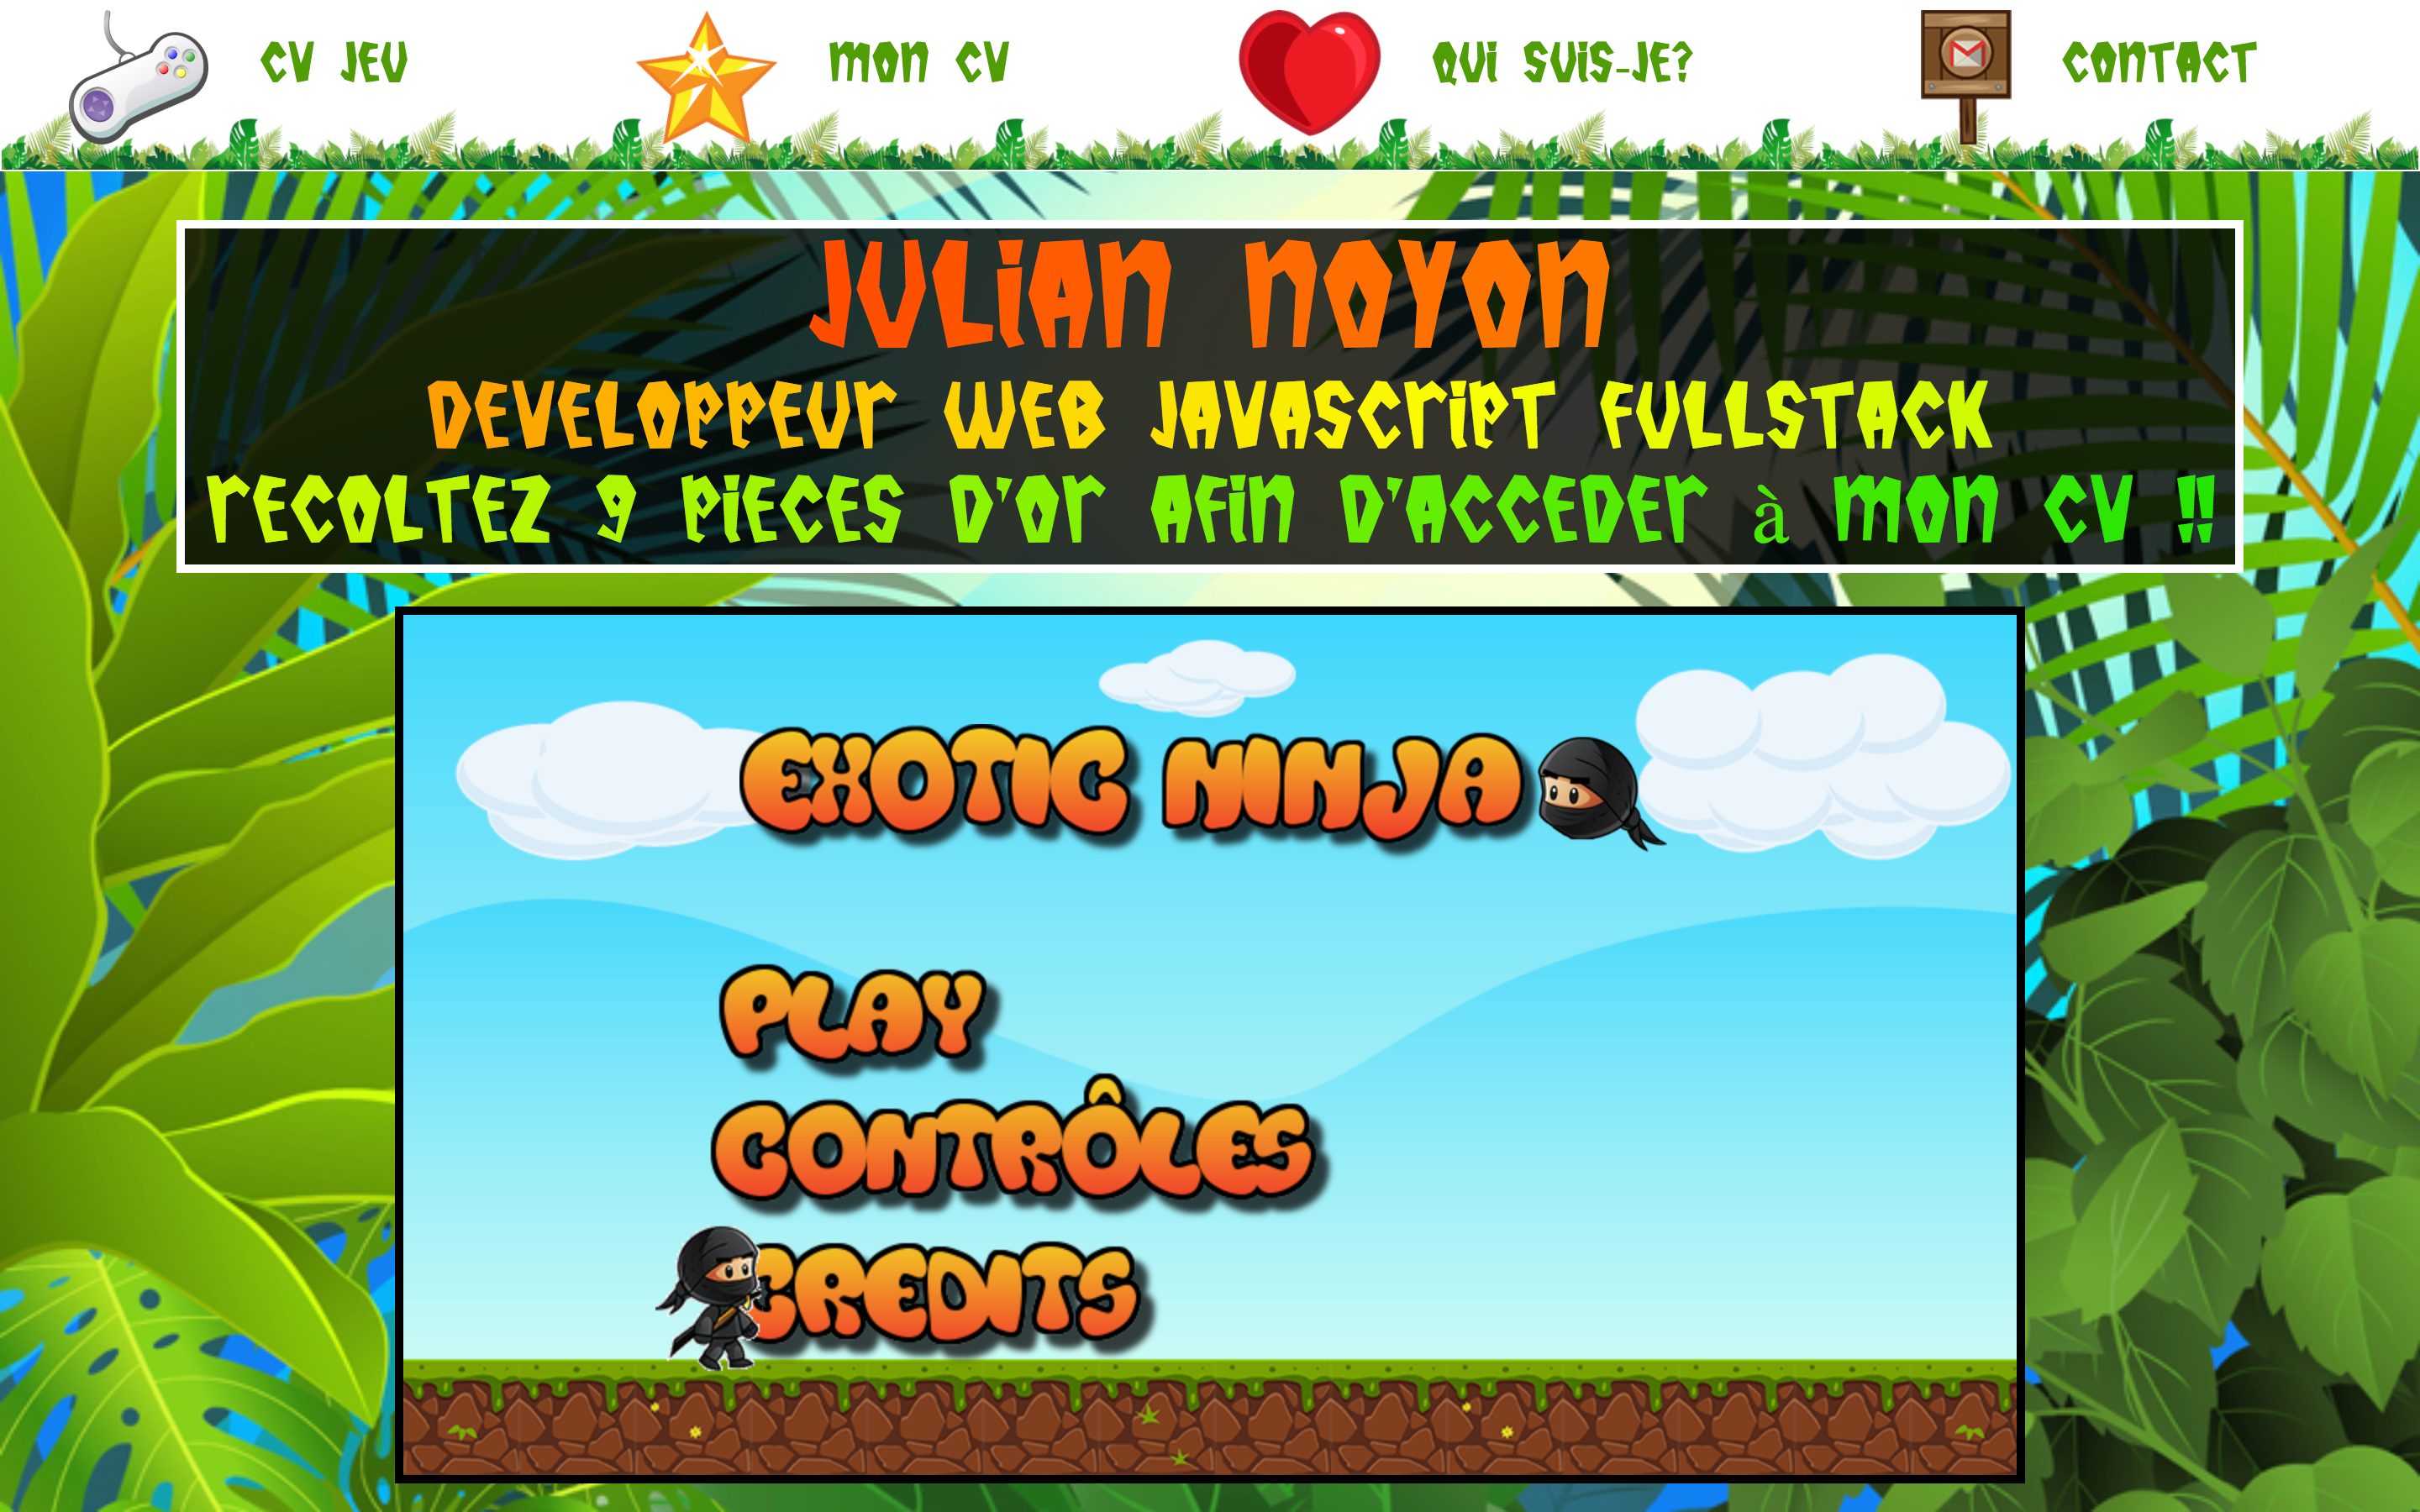 CV JEU
MON CV
QUI SUIS-JE?
CONTACT
JULIAN NOYON
DEVELOPPEUR WEB JAVASCRIPT FULLSTACK
RECOLTEZ 9 PIECES D'OR AFIN D'ACCEDER à MON CV !!
EXOTIC NINJA
PLAY
CONTRÔLES
CREDITS